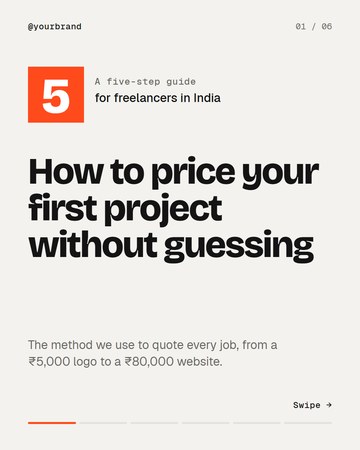 @yourbrand
01 / 06
5
A five-step guide
for freelancers in India
How to price your
first project
without guessing
The method we use to quote every job, from a
₹5,000 logo to a ₹80,000 website.
Swipe →